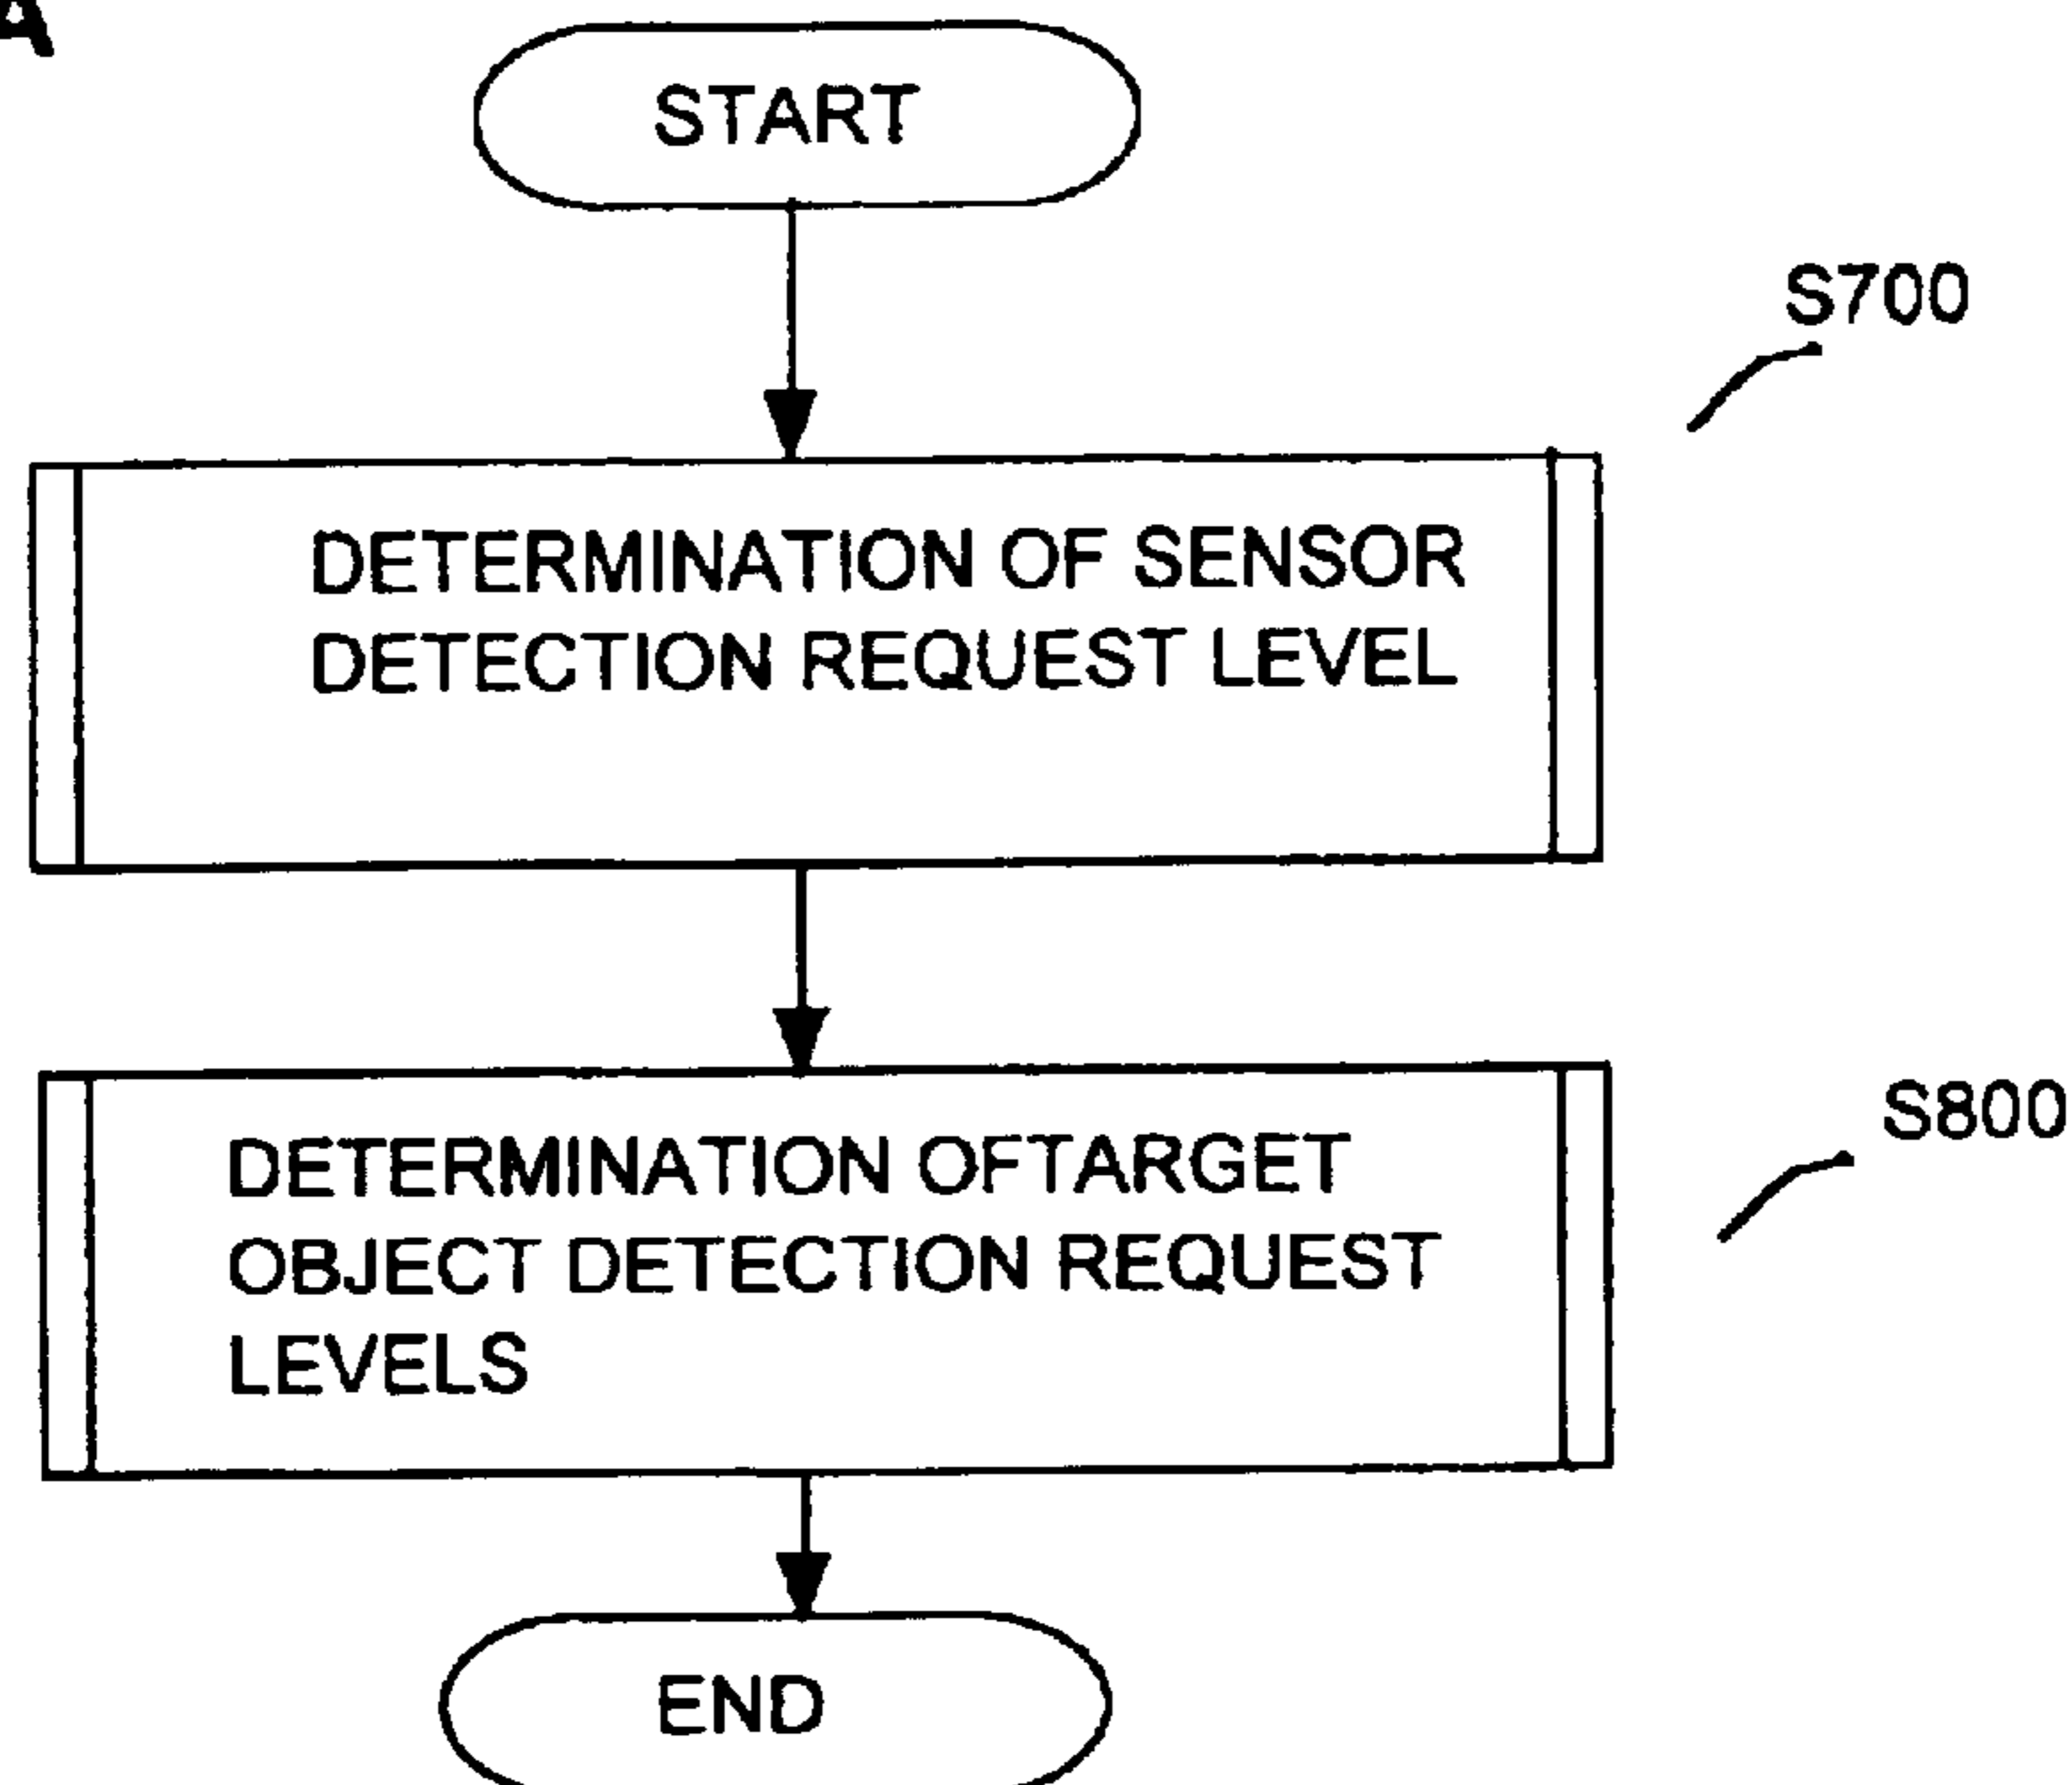 A
START
S700
DETERMINATION OF SENSOR
DETECTION REQUEST LEVEL
S800
DETERMINATION OFTARGET
OBJECT DETECTION REQUEST
LEVELS
END